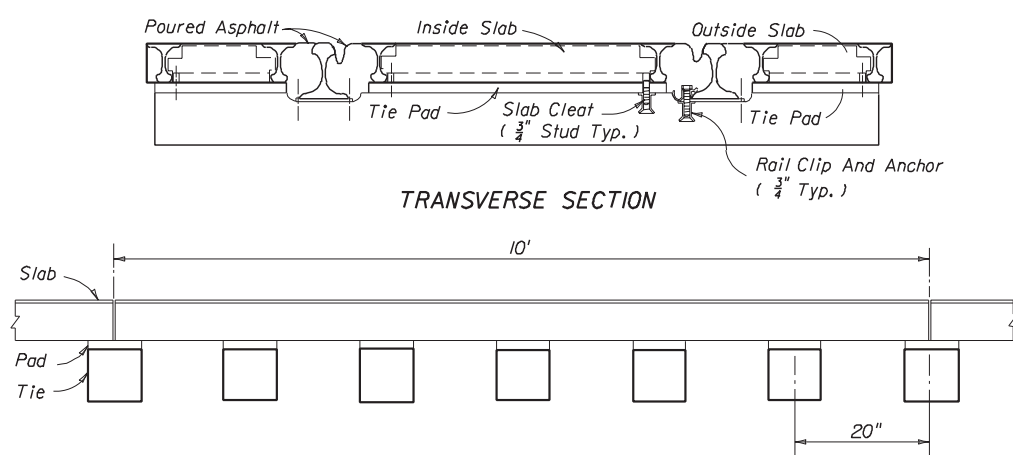 Poured Asphalt
Inside Slab
Outside Slab
Tie Pad
Slab Cleat
( 3/4" Stud Typ. )
Tie Pad
Rail Clip And Anchor
( 3/4" Typ. )
TRANSVERSE SECTION
10'
Slab
Pad
Tie
20"